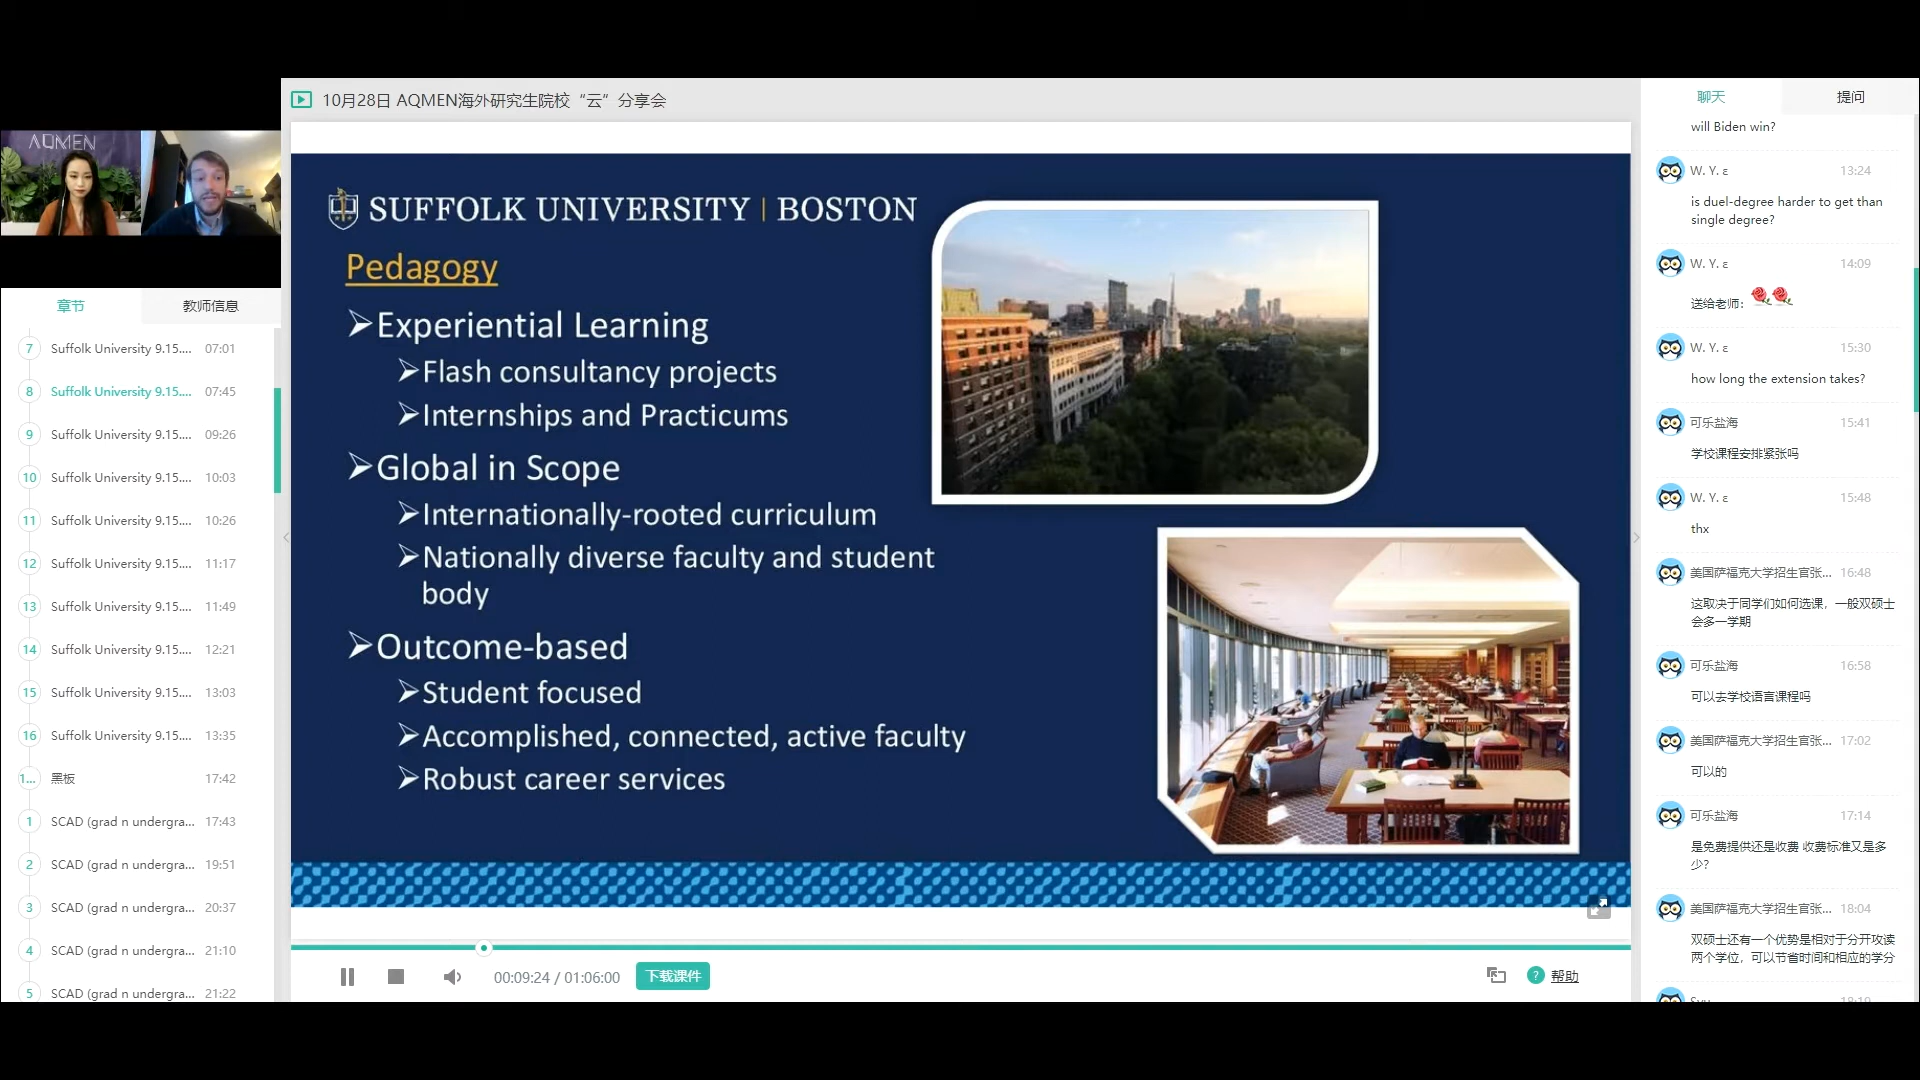 10月28日 AQMEN海外研究生院校“云”分享会
AQMEN
章节
教师信息
7 Suffolk University 9.15.... 07:01
8 Suffolk University 9.15.... 07:45
9 Suffolk University 9.15.... 09:26
10 Suffolk University 9.15.... 10:03
11 Suffolk University 9.15.... 10:26
12 Suffolk University 9.15.... 11:17
13 Suffolk University 9.15.... 11:49
14 Suffolk University 9.15.... 12:21
15 Suffolk University 9.15.... 13:03
16 Suffolk University 9.15.... 13:35
1... 黑板 17:42
1 SCAD (grad n undergra... 17:43
2 SCAD (grad n undergra... 19:51
3 SCAD (grad n undergra... 20:37
4 SCAD (grad n undergra... 21:10
5 SCAD (grad n undergra... 21:22
SUFFOLK UNIVERSITY | BOSTON
Pedagogy
➢Experiential Learning
➢Flash consultancy projects
➢Internships and Practicums
➢Global in Scope
➢Internationally-rooted curriculum
➢Nationally diverse faculty and student
body
➢Outcome-based
➢Student focused
➢Accomplished, connected, active faculty
➢Robust career services
00:09:24 / 01:06:00
下载课件
? 帮助
聊天
提问
will Biden win?
W. Y. ε 13:24
is duel-degree harder to get than
single degree?
W. Y. ε 14:09
送给老师：
W. Y. ε 15:30
how long the extension takes?
可乐盐海 15:41
学校课程安排紧张吗
W. Y. ε 15:48
thx
美国萨福克大学招生官张... 16:48
这取决于同学们如何选课，一般双硕士
会多一学期
可乐盐海 16:58
可以去学校语言课程吗
美国萨福克大学招生官张... 17:02
可以的
可乐盐海 17:14
是免费提供还是收费 收费标准又是多
少？
美国萨福克大学招生官张... 18:04
双硕士还有一个优势是相对于分开攻读
两个学位，可以节省时间和相应的学分